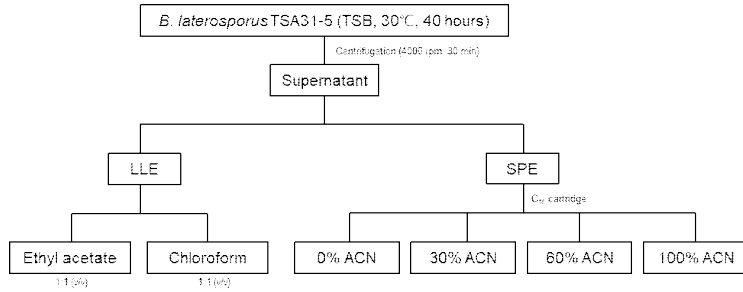 B. laterosporus TSA31-5 (TSB, 30℃, 40 hours)
Centrifugation (4000 rpm, 30 min)
Supernatant
LLE
SPE
C₁₈ cartridge
Ethyl acetate
Chloroform
0% ACN
30% ACN
60% ACN
100% ACN
1:1 (v/v)
1:1 (v/v)